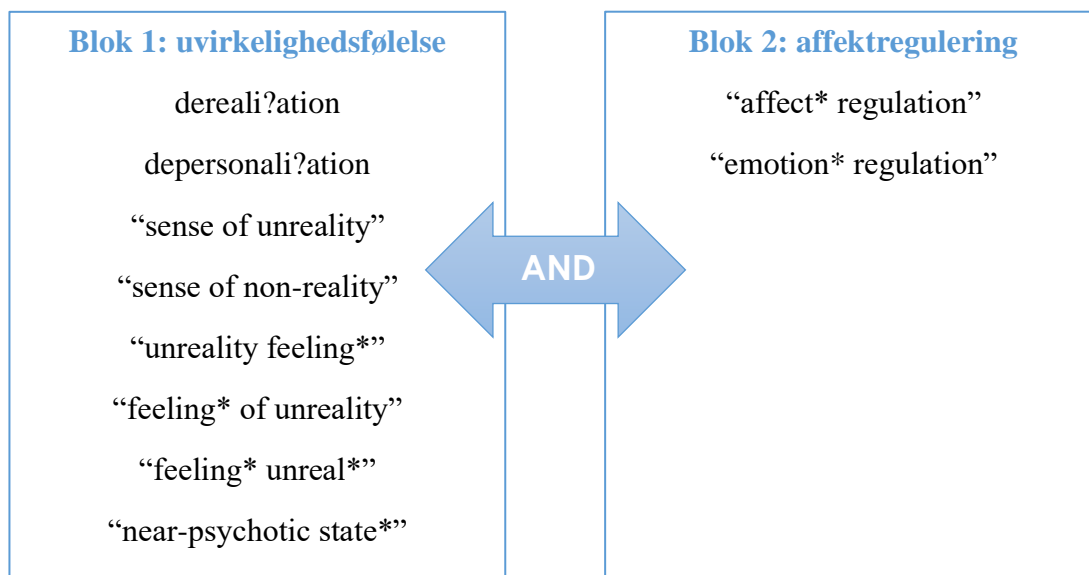 Blok 1: uvirkelighedsfølelse
dereali?ation
depersonali?ation
“sense of unreality”
“sense of non-reality”
“unreality feeling*”
“feeling* of unreality”
“feeling* unreal*”
“near-psychotic state*”
AND
Blok 2: affektregulering
“affect* regulation”
“emotion* regulation”